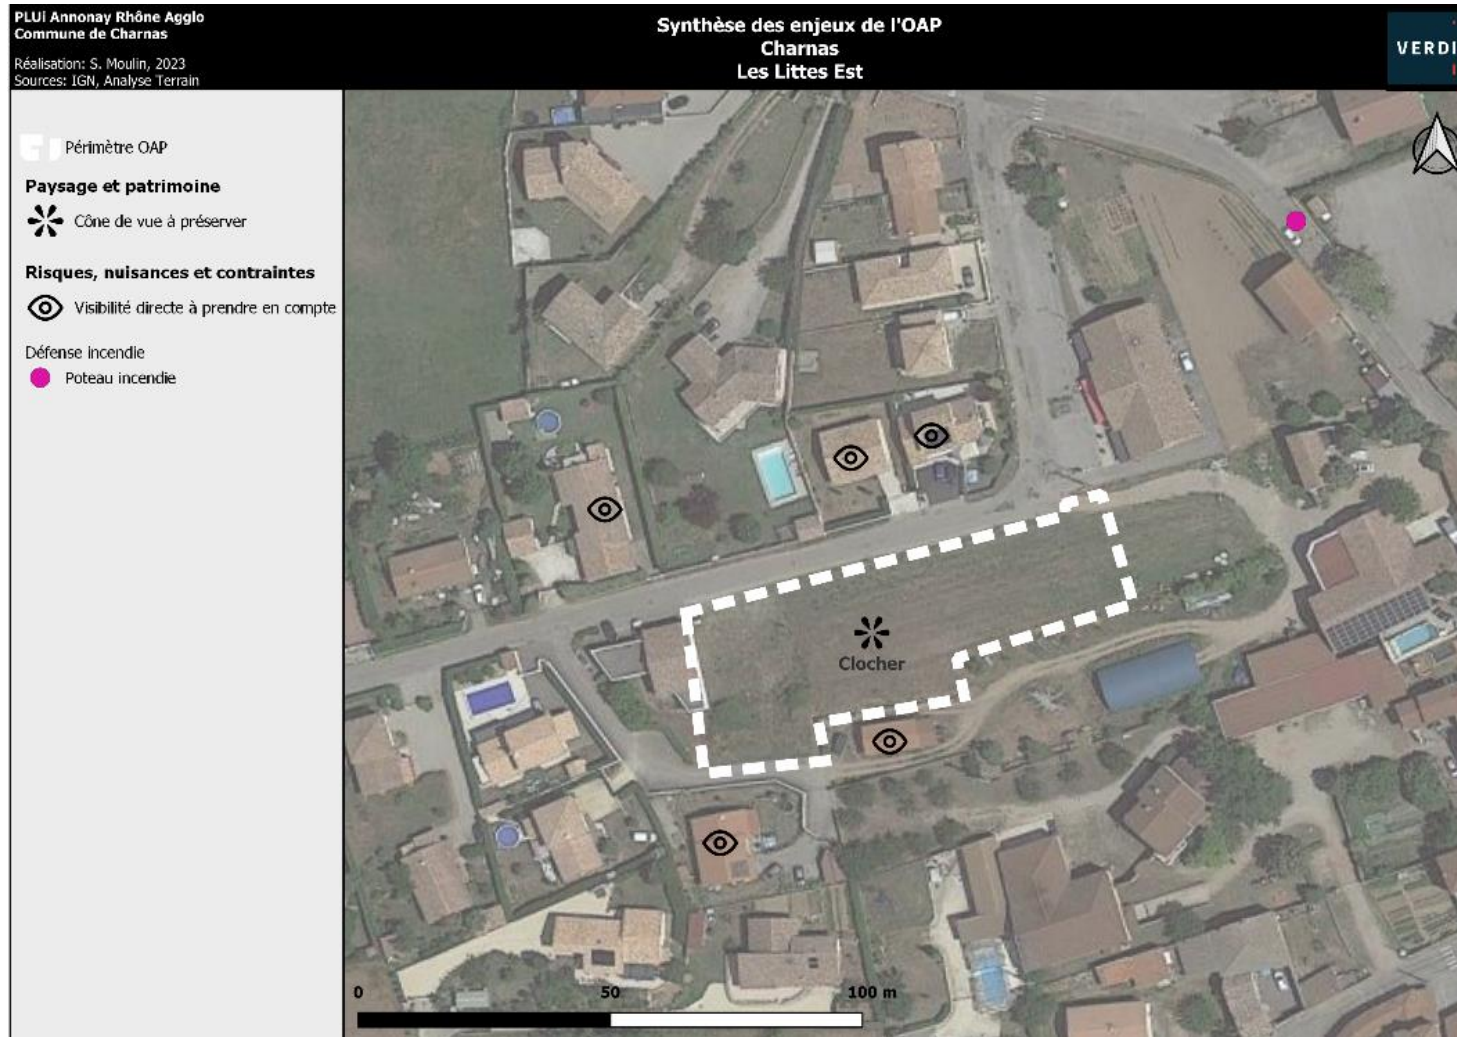 PLUi Annonay Rhône Agglo
Commune de Charnas
Réalisation: S. Moulin, 2023
Sources: IGN, Analyse Terrain
Synthèse des enjeux de l'OAP
Charnas
Les Littes Est
VERDI
Périmètre OAP
Paysage et patrimoine
Cône de vue à préserver
Risques, nuisances et contraintes
Visibilité directe à prendre en compte
Défense incendie
Poteau incendie
Clocher
0 50 100 m